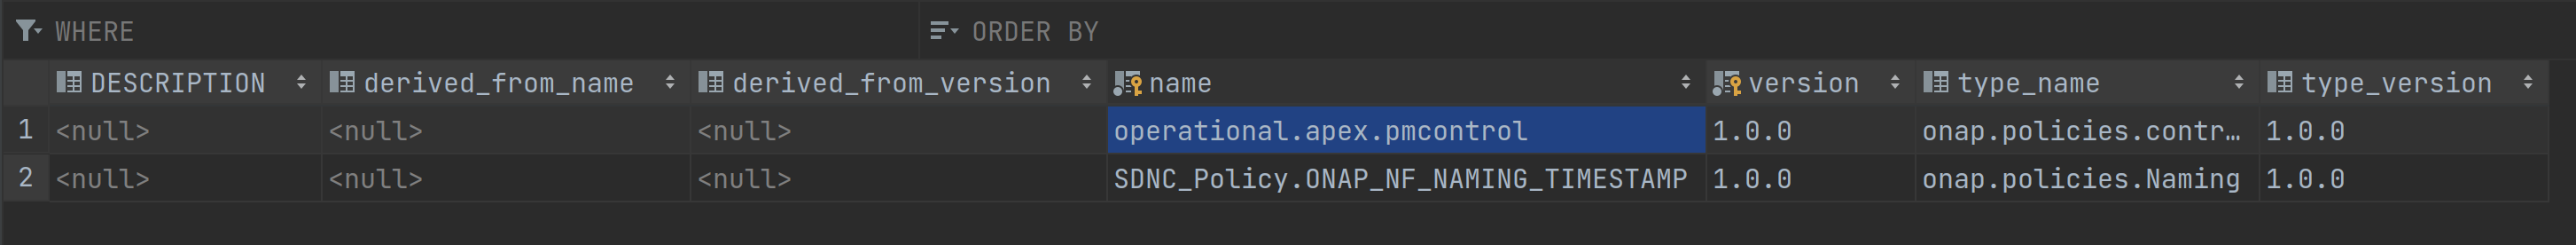 WHERE ORDER BY
DESCRIPTION derived_from_name derived_from_version name version type_name type_version
1 <null> <null> <null> operational.apex.pmcontrol 1.0.0 onap.policies.contr… 1.0.0
2 <null> <null> <null> SDNC_Policy.ONAP_NF_NAMING_TIMESTAMP 1.0.0 onap.policies.Naming 1.0.0